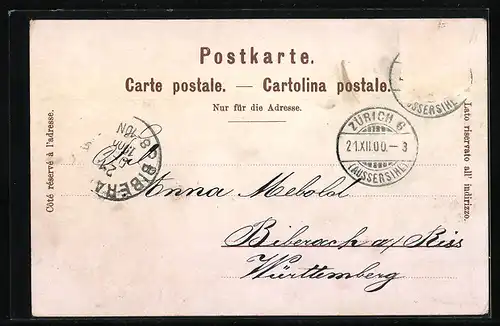 Postkarte.
Carte postale. — Cartolina postale.
Nur für die Adresse.
Côté réservé à l'adresse.
Lato riservato all' indirizzo.
AUSSERSIHL
ZÜRICH 6
21.XII.00. – 3
(AUSSERSIHL)
BIBERA
Anna Mebold
Biberach a/ Riss
Württemberg